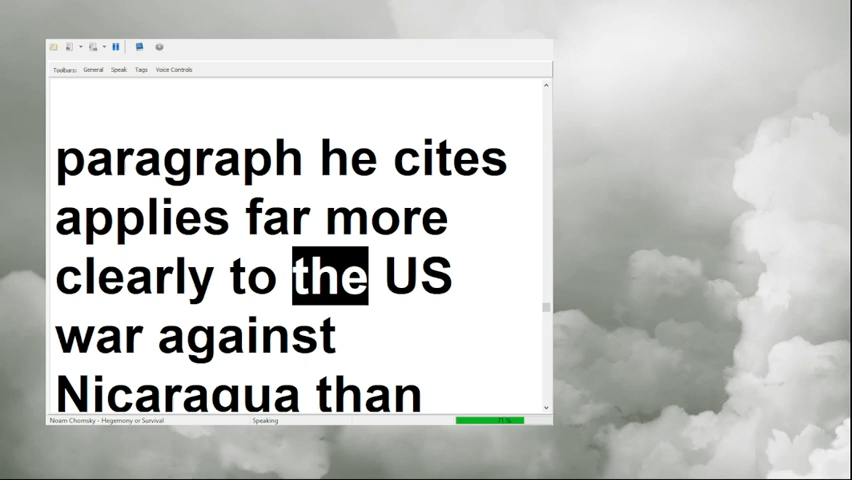 Toolbars: General Speak Tags Voice Controls
paragraph he cites
applies far more
clearly to the US
war against
Nicaragua than
Noam Chomsky - Hegemony or Survival Speaking 71 %